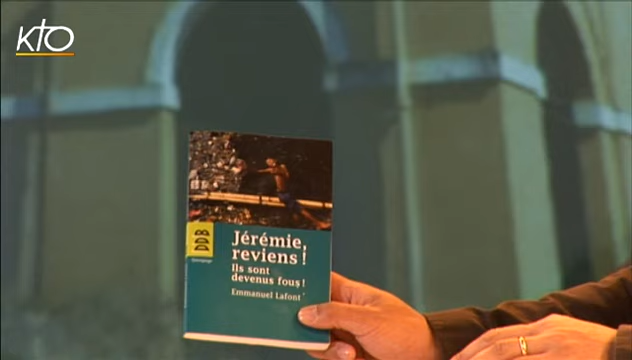 KTO
DDB
Jérémie,
reviens !
Ils sont
devenus fous !
Emmanuel Lafont